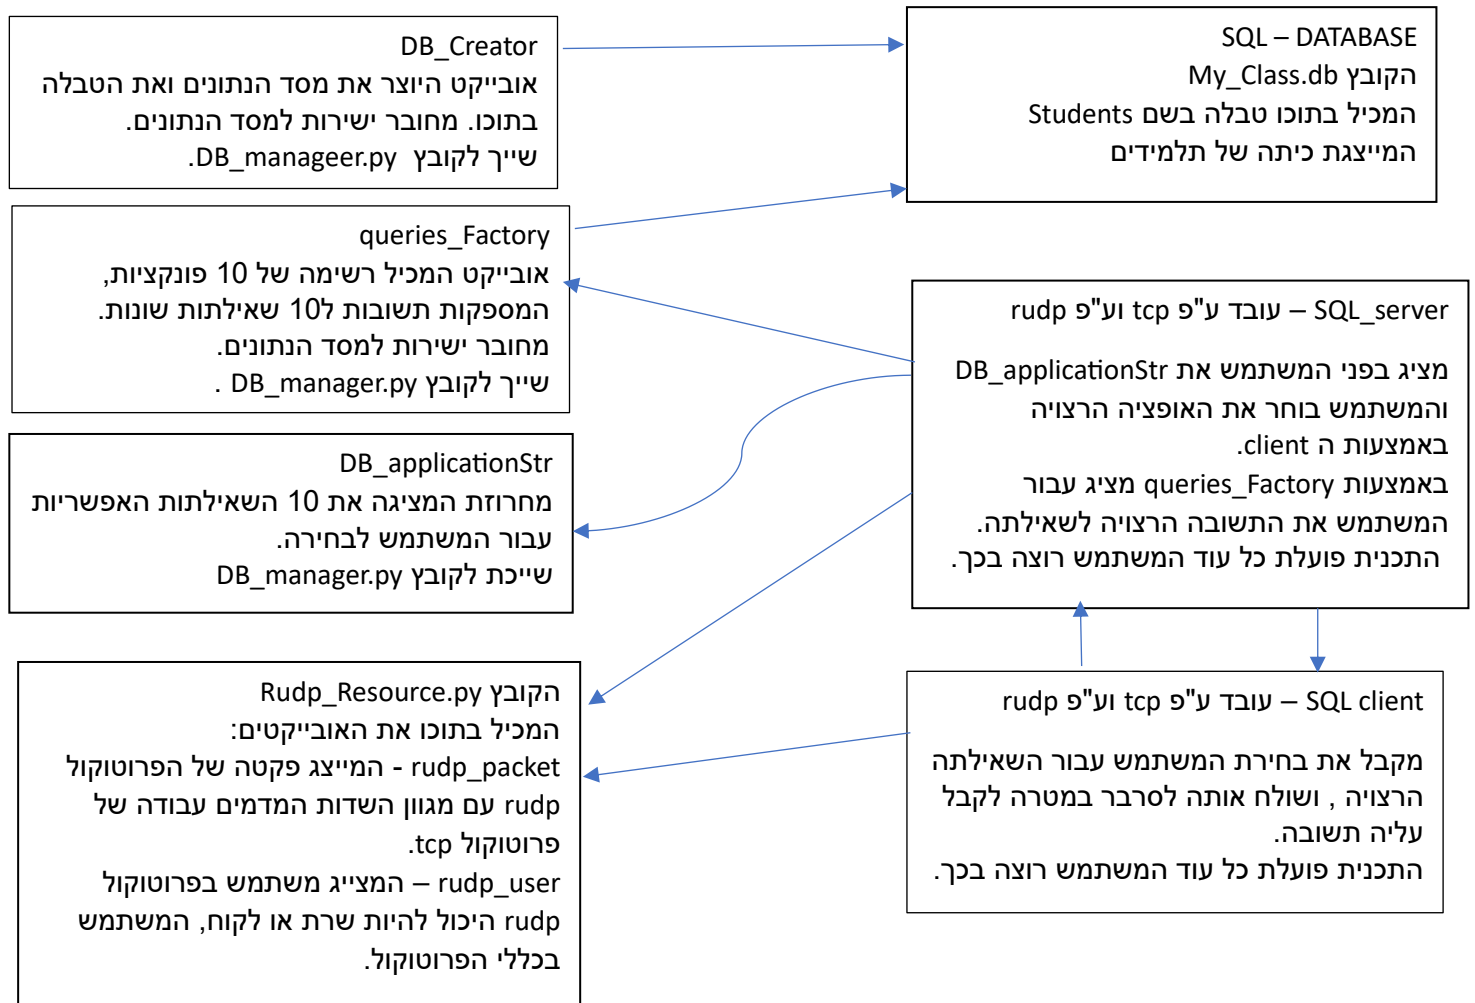 DB_Creator
אובייקט היוצר את מסד הנתונים ואת הטבלה
בתוכו. מחובר ישירות למסד הנתונים.
שייך לקובץ DB_manageer.py.
SQL – DATABASE
הקובץ My_Class.db
המכיל בתוכו טבלה בשם Students
המייצגת כיתה של תלמידים
queries_Factory
אובייקט המכיל רשימה של 10 פונקציות,
המספקות תשובות ל10 שאילתות שונות.
מחובר ישירות למסד הנתונים.
שייך לקובץ DB_manager.py .
SQL_server – עובד ע"פ tcp וע"פ rudp
מציג בפני המשתמש את DB_applicationStr
והמשתמש בוחר את האופציה הרצויה
באמצעות ה client.
באמצעות queries_Factory מציג עבור
המשתמש את התשובה הרצויה לשאילתה.
התכנית פועלת כל עוד המשתמש רוצה בכך.
DB_applicationStr
מחרוזת המציגה את 10 השאילתות האפשריות
עבור המשתמש לבחירה.
שייכת לקובץ DB_manager.py
הקובץ Rudp_Resource.py
המכיל בתוכו את האובייקטים:
rudp_packet - המייצג פקטה של הפרוטוקול
rudp עם מגוון השדות המדמים עבודה של
פרוטוקול tcp.
rudp_user – המצייג משתמש בפרוטוקול
rudp היכול להיות שרת או לקוח, המשתמש
בכללי הפרוטוקול.
SQL client – עובד ע"פ tcp וע"פ rudp
מקבל את בחירת המשתמש עבור השאילתה
הרצויה , ושולח אותה לסרבר במטרה לקבל
עליה תשובה.
התכנית פועלת כל עוד המשתמש רוצה בכך.